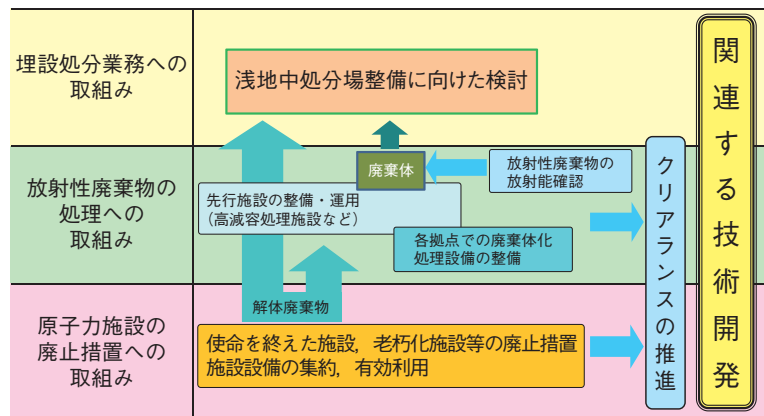 埋設処分業務への
取組み
浅地中処分場整備に向けた検討
放射性廃棄物の
処理への
取組み
廃棄体
放射性廃棄物の
放射能確認
先行施設の整備・運用
(高減容処理施設など)
各拠点での廃棄体化
処理設備の整備
解体廃棄物
原子力施設の
廃止措置への
取組み
使命を終えた施設，老朽化施設等の廃止措置
施設設備の集約，有効利用
クリアランスの推進
関連する技術開発